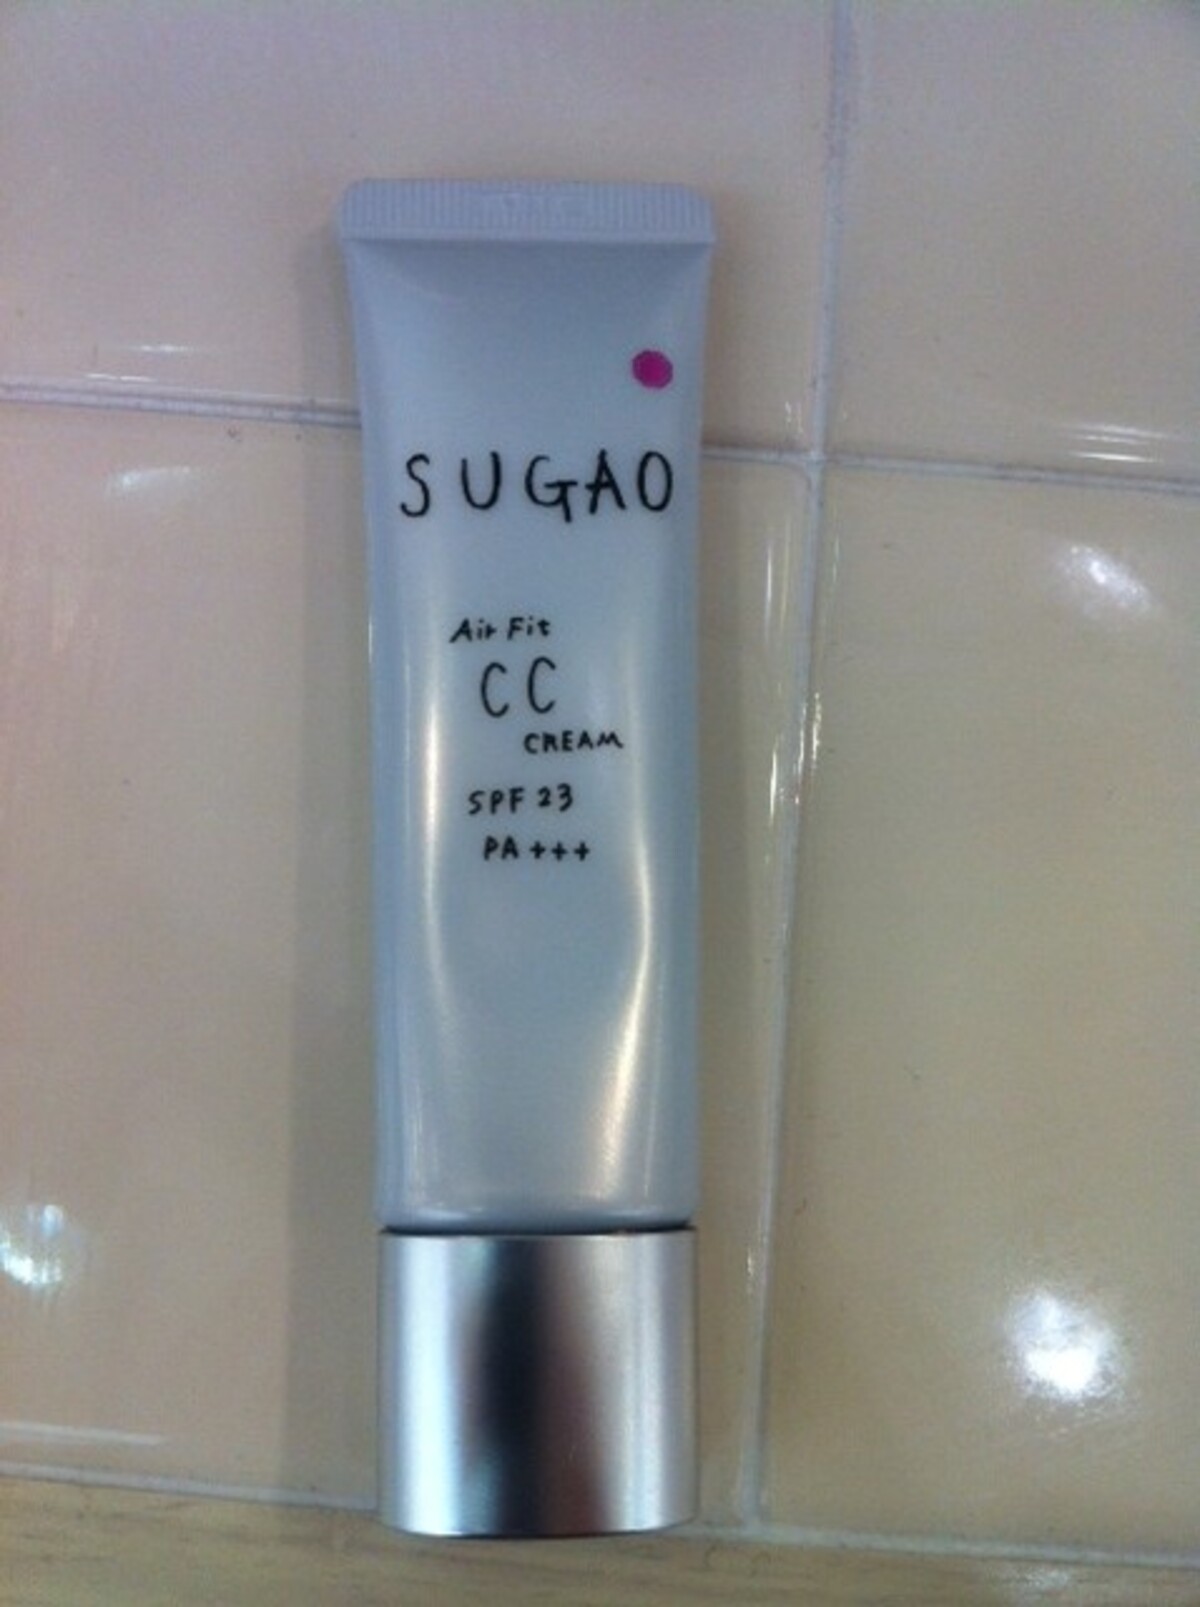 SUGAO
Air Fit
CC
CREAM
SPF 23
PA +++